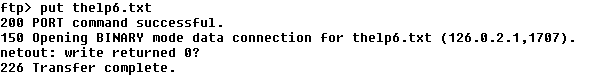 ftp> put thelp6.txt
200 PORT command successful.
150 Opening BINARY mode data connection for thelp6.txt (126.0.2.1,1707).
netout: write returned 0?
226 Transfer complete.